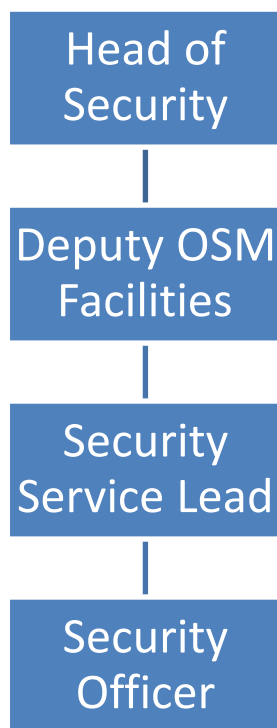 Head of
Security
Deputy OSM
Facilities
Security
Service Lead
Security
Officer